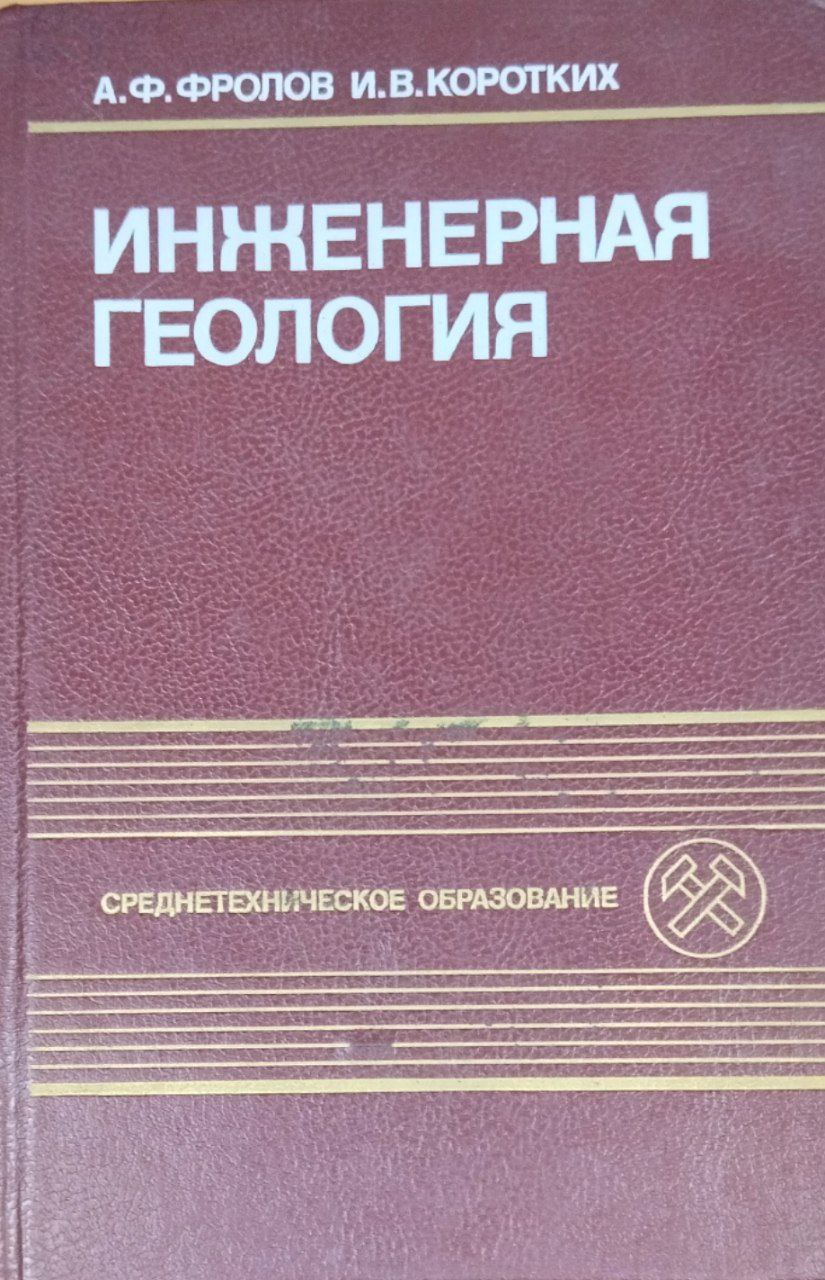 А.Ф.ФРОЛОВ И.В.КОРОТКИХ
ИНЖЕНЕРНАЯ
ГЕОЛОГИЯ
СРЕДНЕТЕХНИЧЕСКОЕ ОБРАЗОВАНИЕ